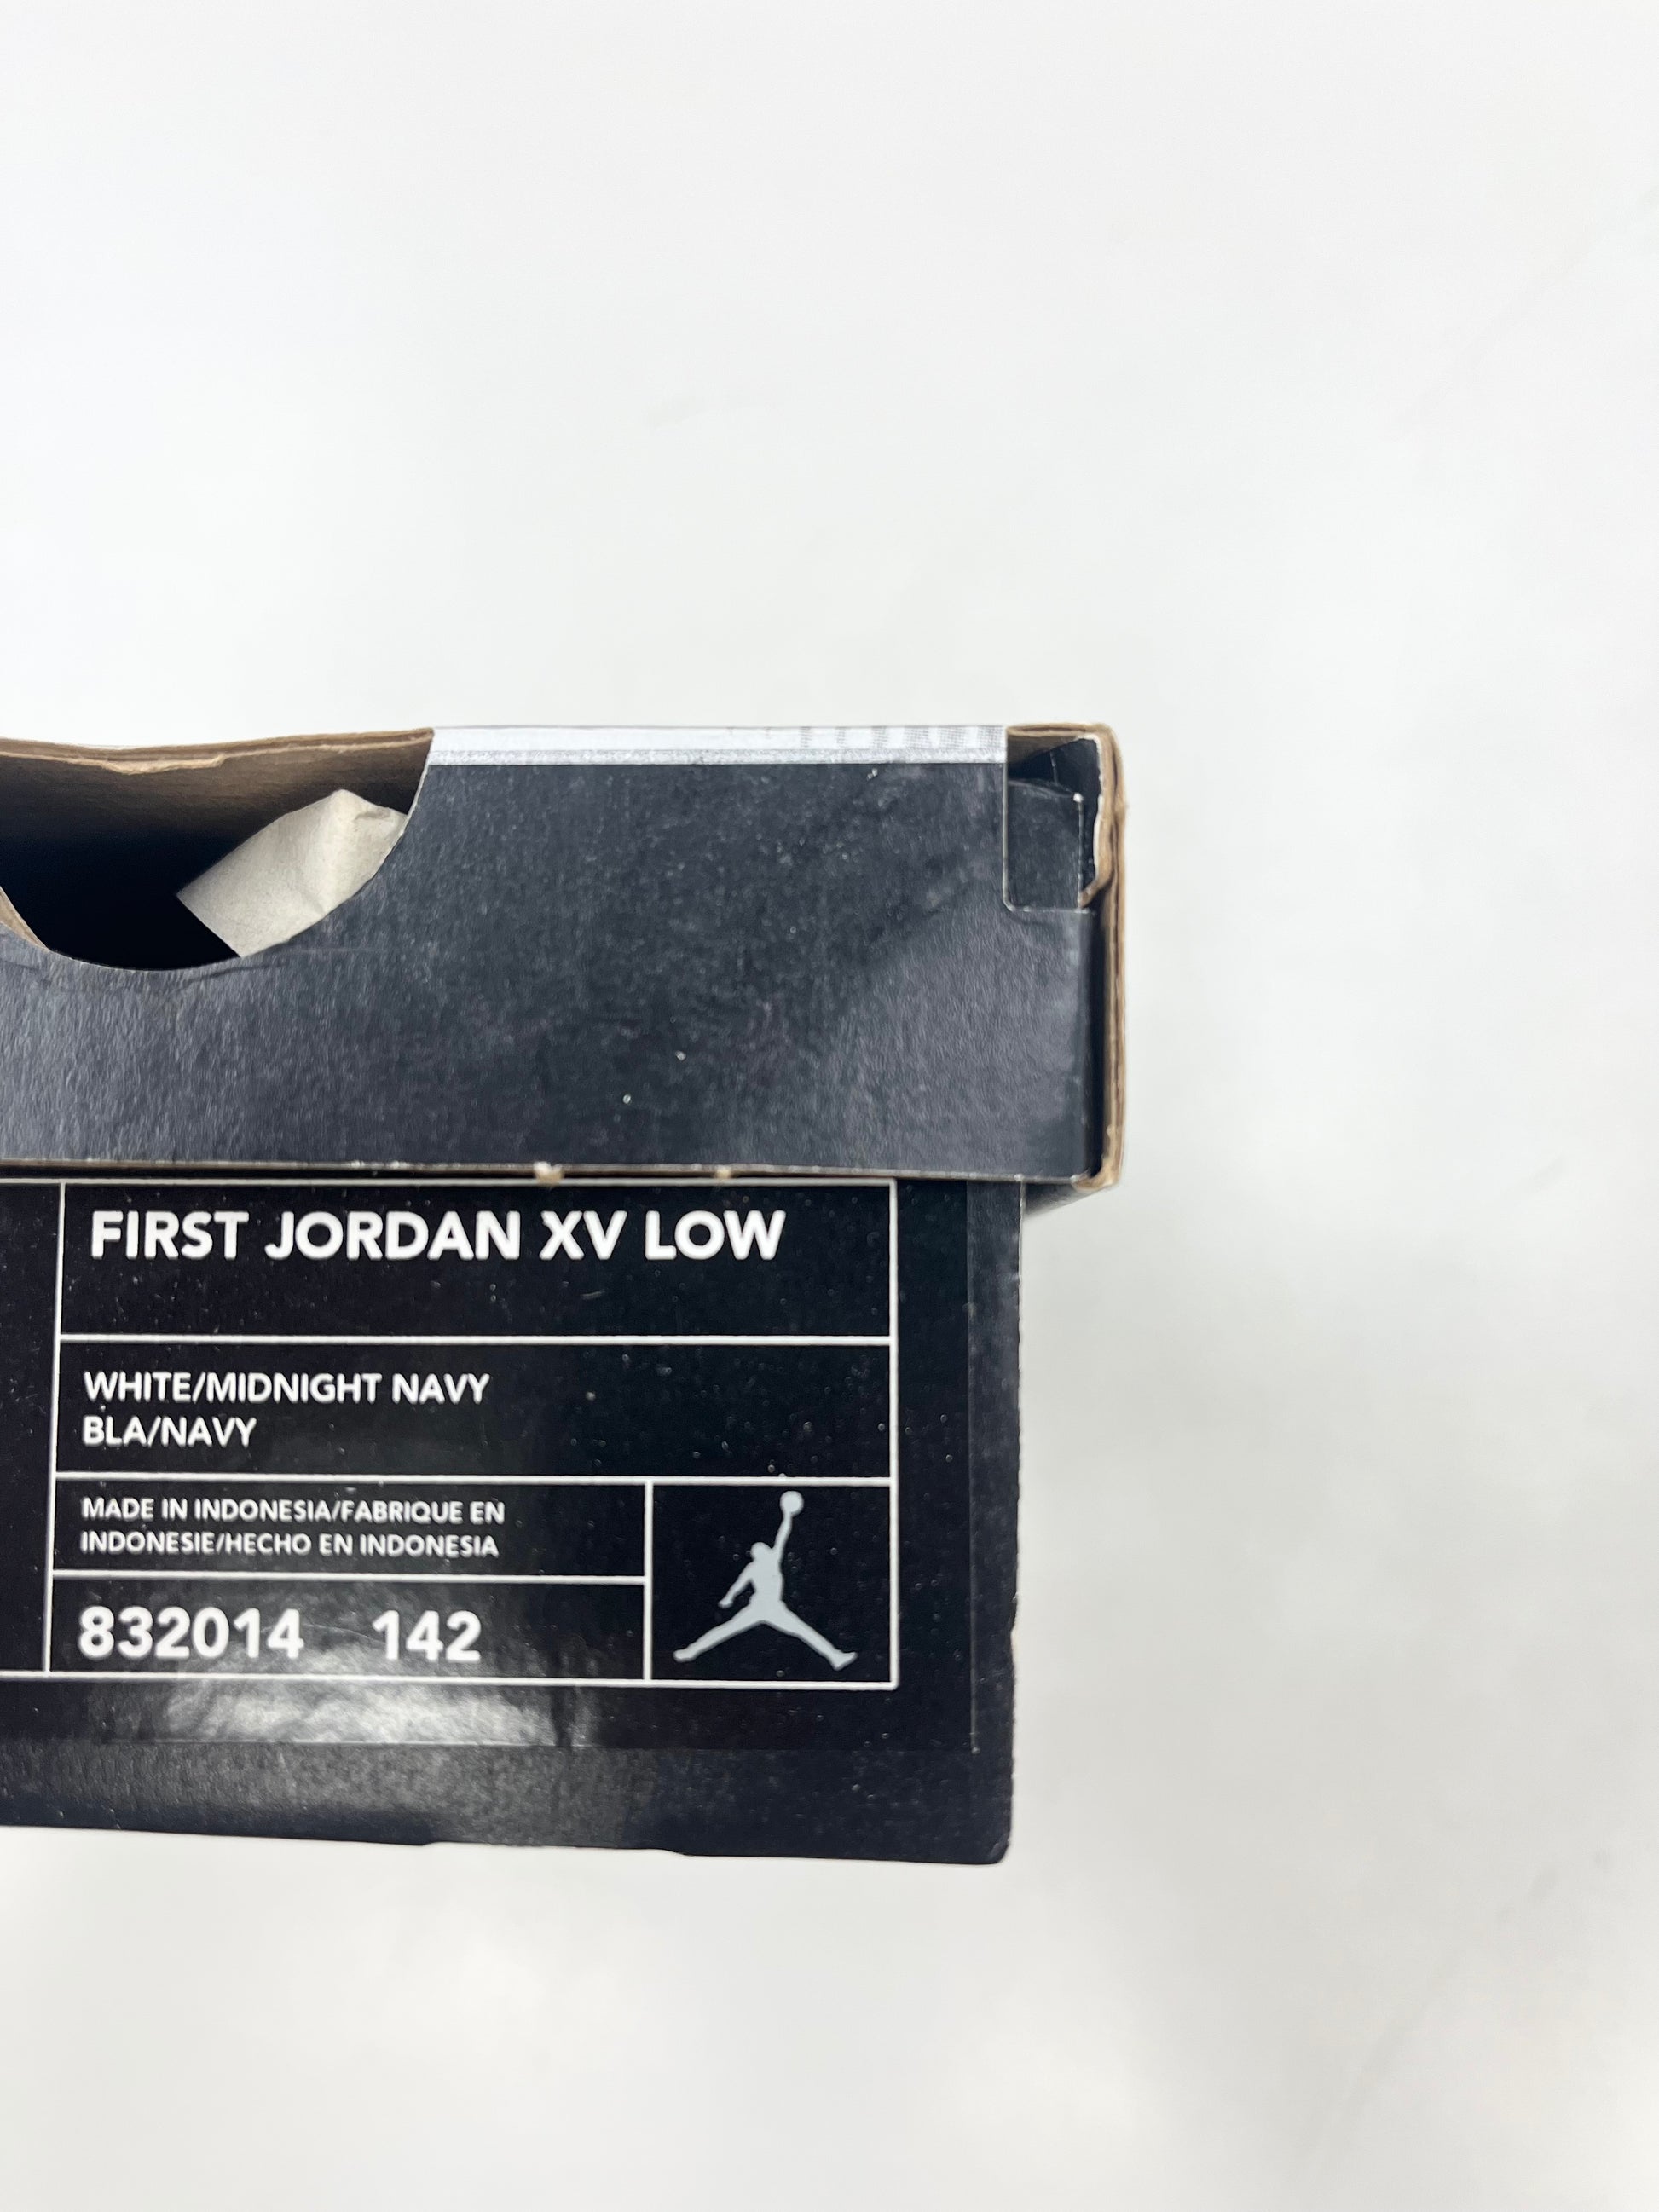 FIRST JORDAN XV LOW
WHITE/MIDNIGHT NAVY
BLA/NAVY
MADE IN INDONESIA/FABRIQUE EN
INDONESIE/HECHO EN INDONESIA
832014 142